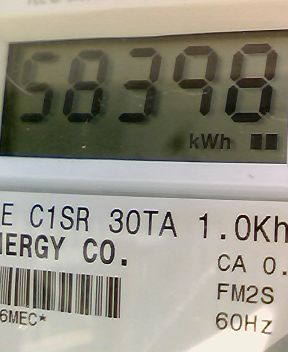 58398
kWh
E C1SR 30TA 1.0Kh
NERGY CO.
CA 0.
FM2S
6MEC*
60Hz